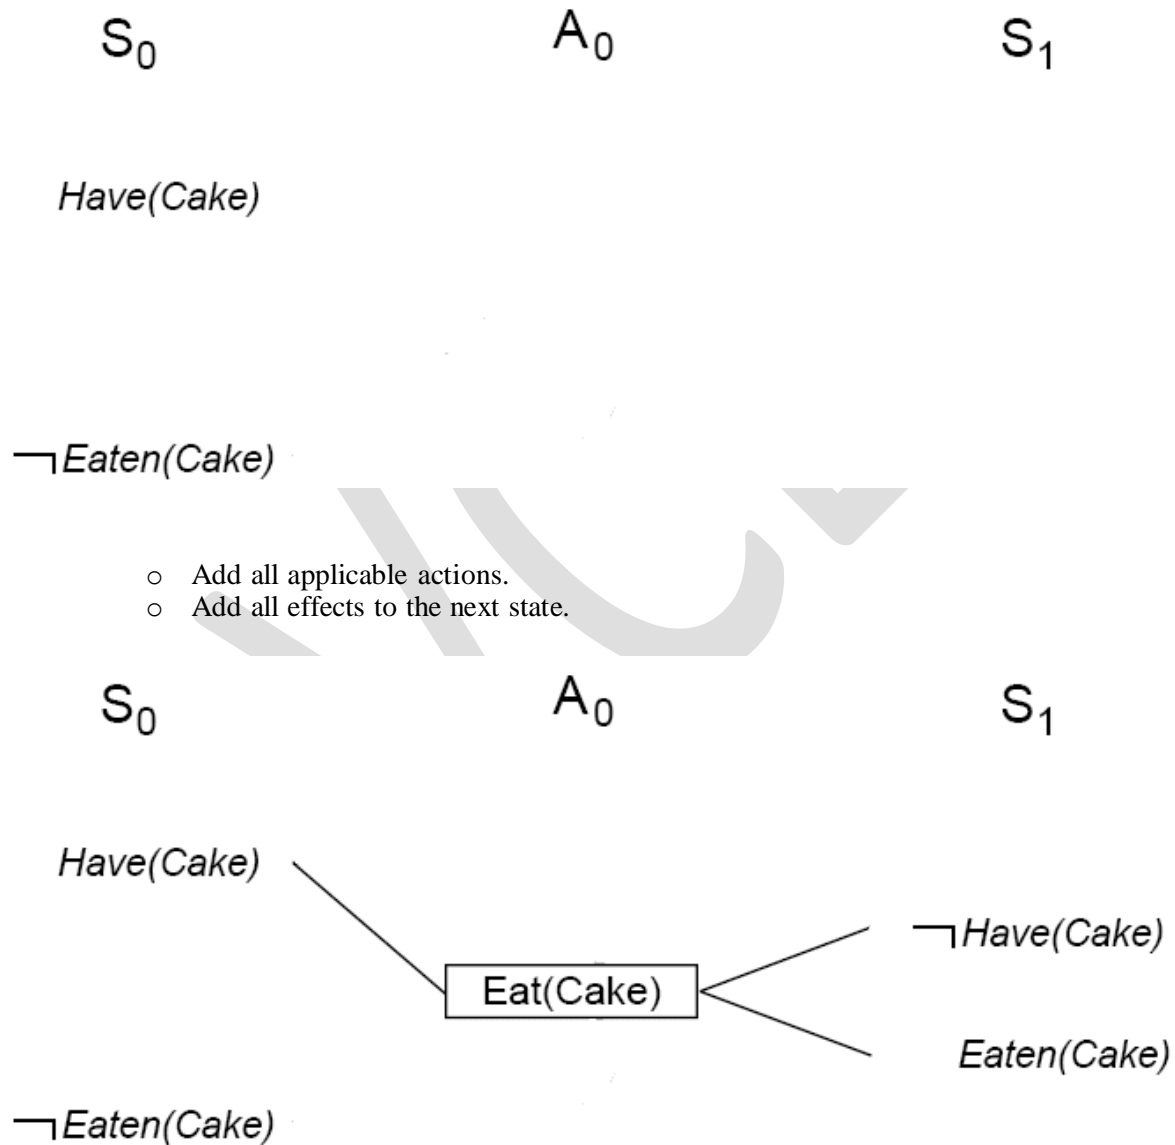 S0 A0 S1
Have(Cake)
¬Eaten(Cake)
o Add all applicable actions.
o Add all effects to the next state.
S0 A0 S1
Have(Cake)
¬Have(Cake)
Eat(Cake)
Eaten(Cake)
¬Eaten(Cake)